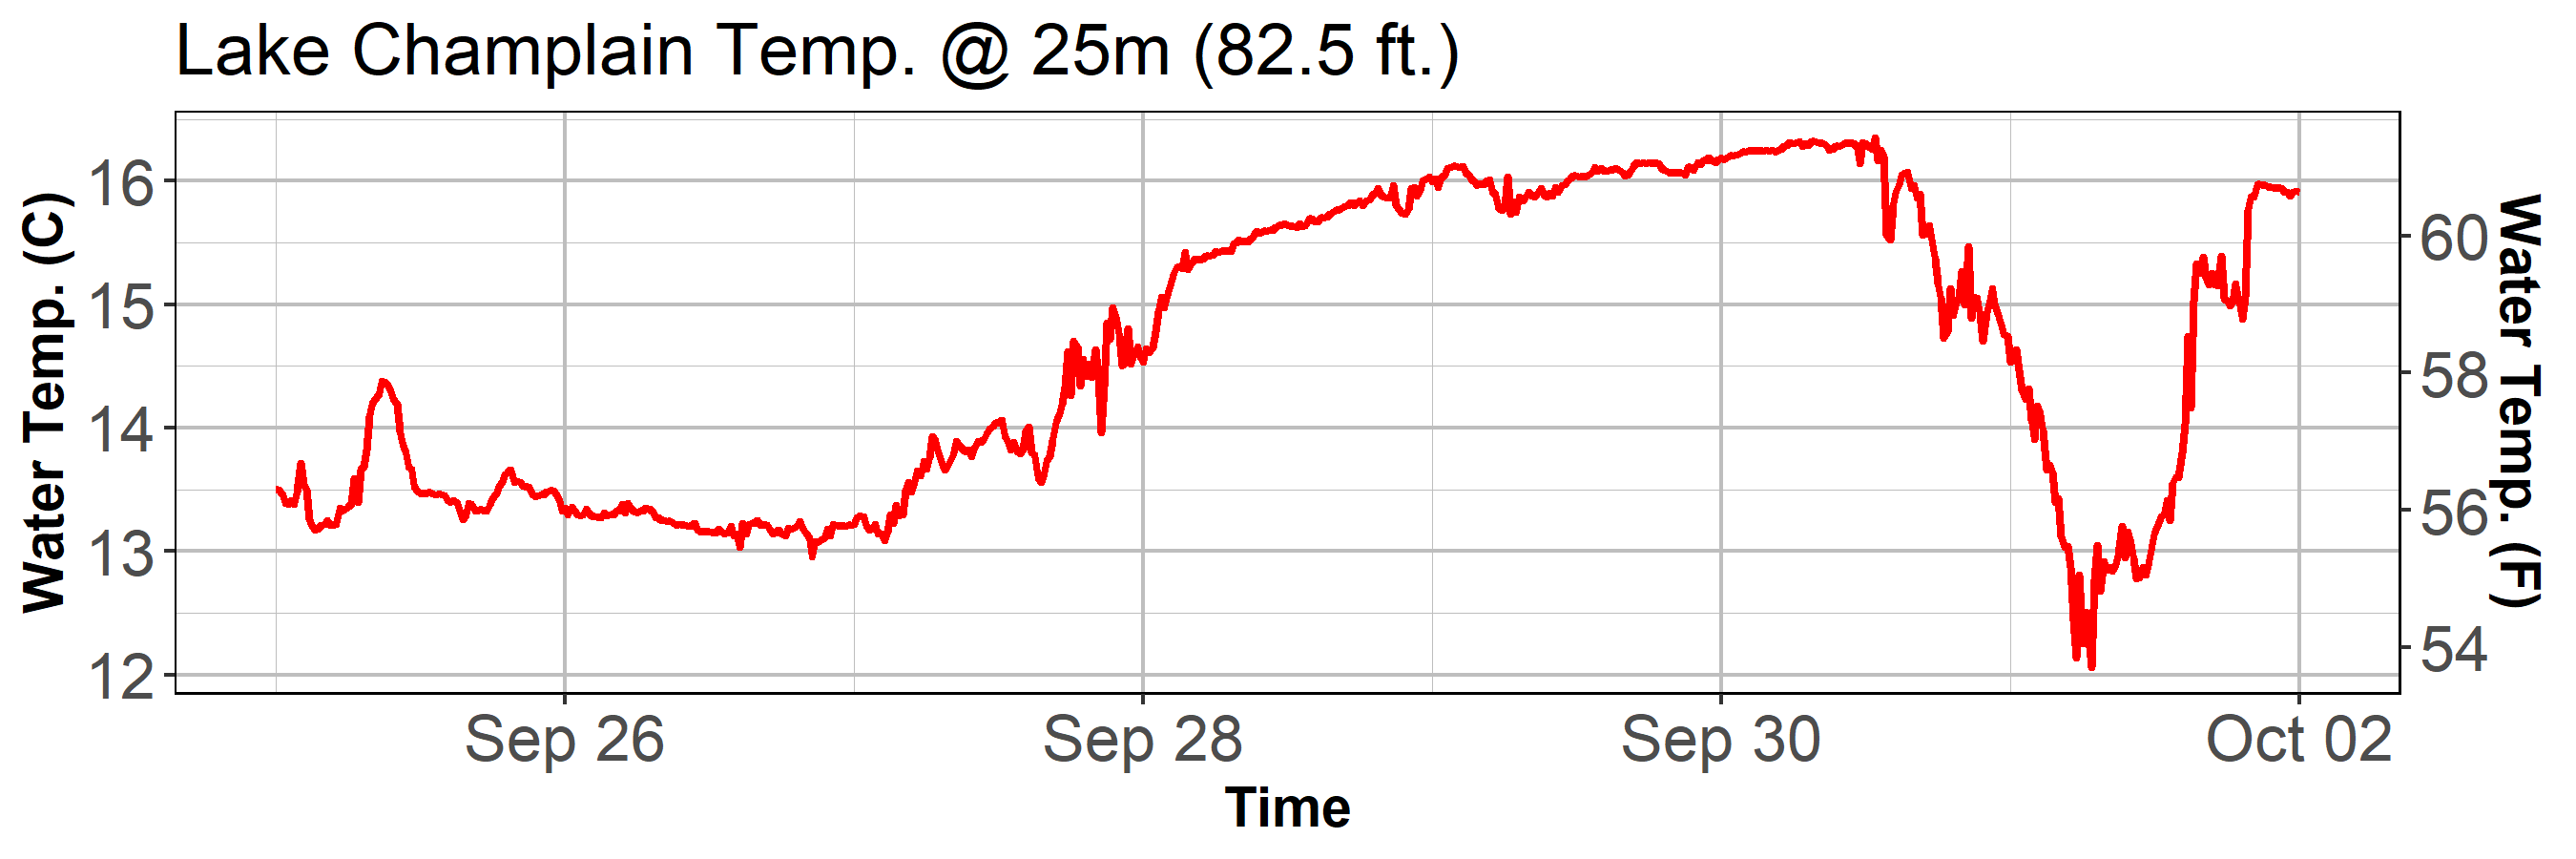 Lake Champlain Temp. @ 25m (82.5 ft.)
Water Temp. (C)
16
15
14
13
12
60
58
56
54
Water Temp. (F)
Sep 26
Sep 28
Sep 30
Oct 02
Time